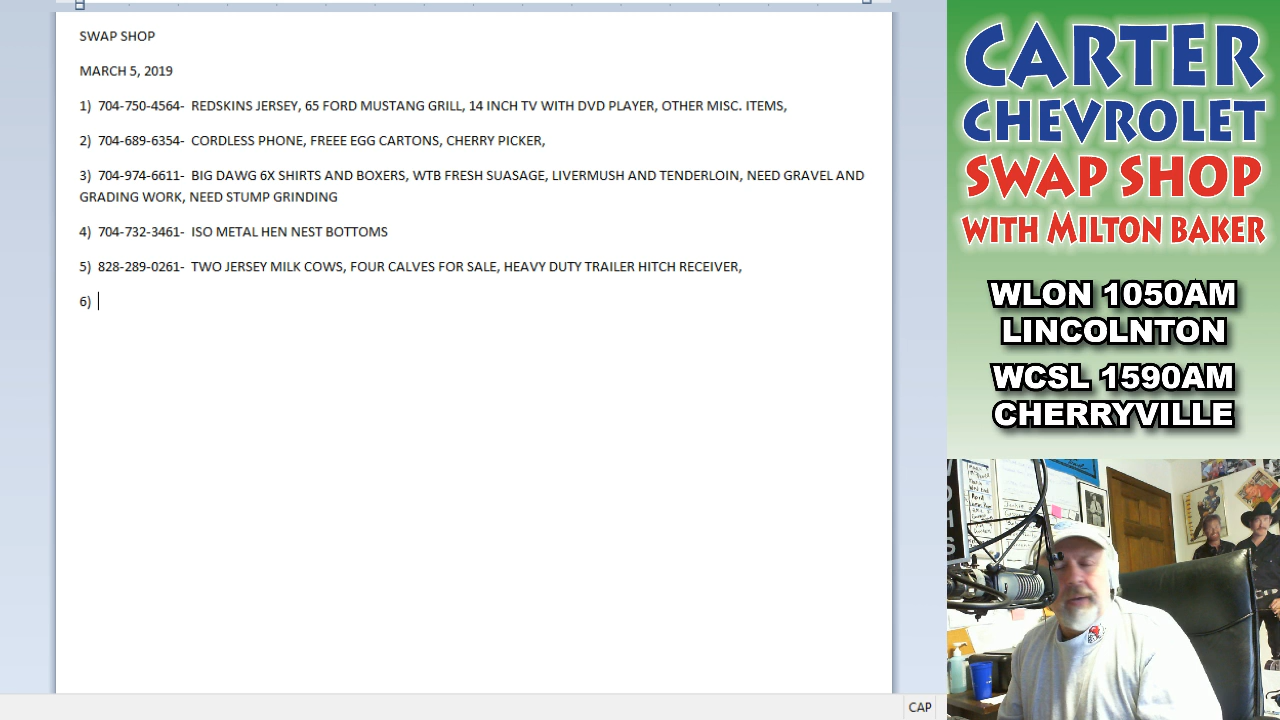 SWAP SHOP
MARCH 5, 2019
1) 704-750-4564- REDSKINS JERSEY, 65 FORD MUSTANG GRILL, 14 INCH TV WITH DVD PLAYER, OTHER MISC. ITEMS,
2) 704-689-6354- CORDLESS PHONE, FREEE EGG CARTONS, CHERRY PICKER,
3) 704-974-6611- BIG DAWG 6X SHIRTS AND BOXERS, WTB FRESH SUASAGE, LIVERMUSH AND TENDERLOIN, NEED GRAVEL AND
GRADING WORK, NEED STUMP GRINDING
4) 704-732-3461- ISO METAL HEN NEST BOTTOMS
5) 828-289-0261- TWO JERSEY MILK COWS, FOUR CALVES FOR SALE, HEAVY DUTY TRAILER HITCH RECEIVER,
6)
CAP
CARTER
CHEVROLET
SWAP SHOP
WITH MILTON BAKER
WLON 1050AM
LINCOLNTON
WCSL 1590AM
CHERRYVILLE